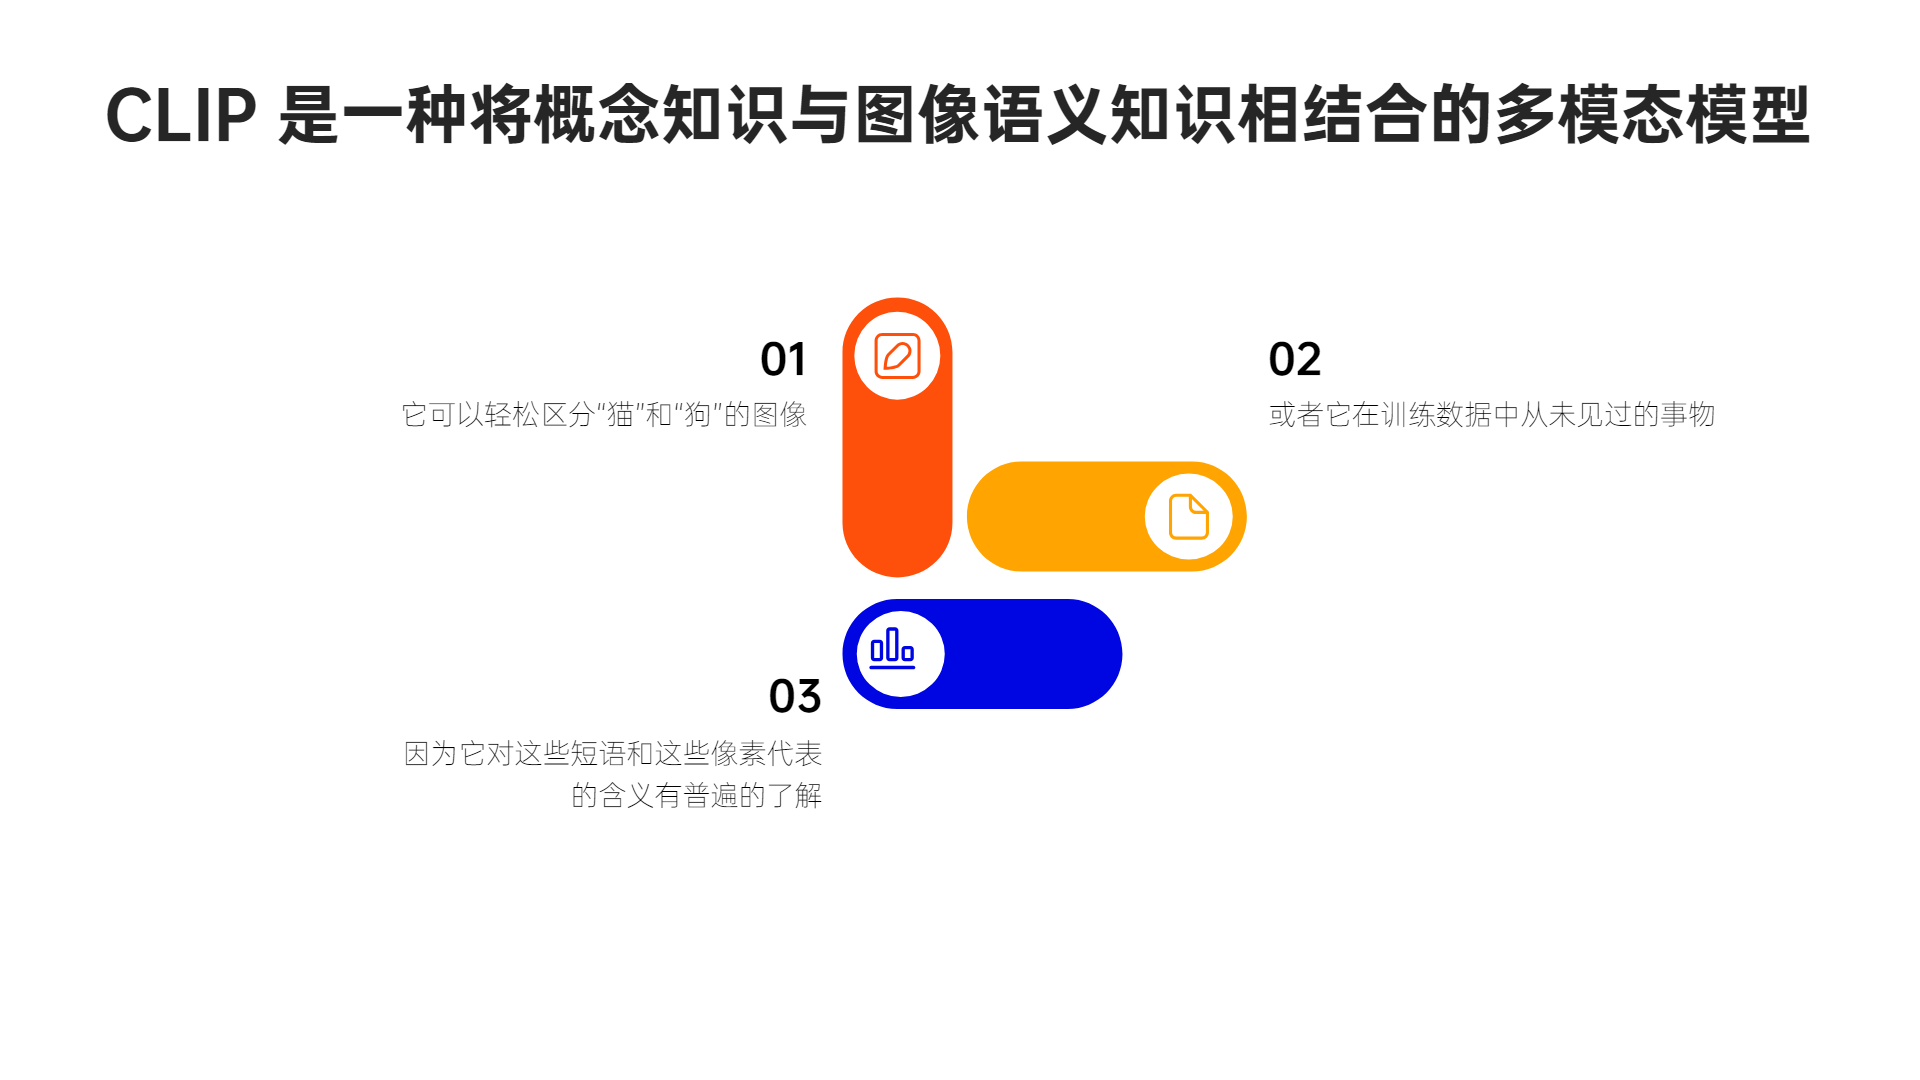 CLIP 是一种将概念知识与图像语义知识相结合的多模态模型
01
它可以轻松区分“猫”和“狗”的图像
02
或者它在训练数据中从未见过的事物
03
因为它对这些短语和这些像素代表
的含义有普遍的了解